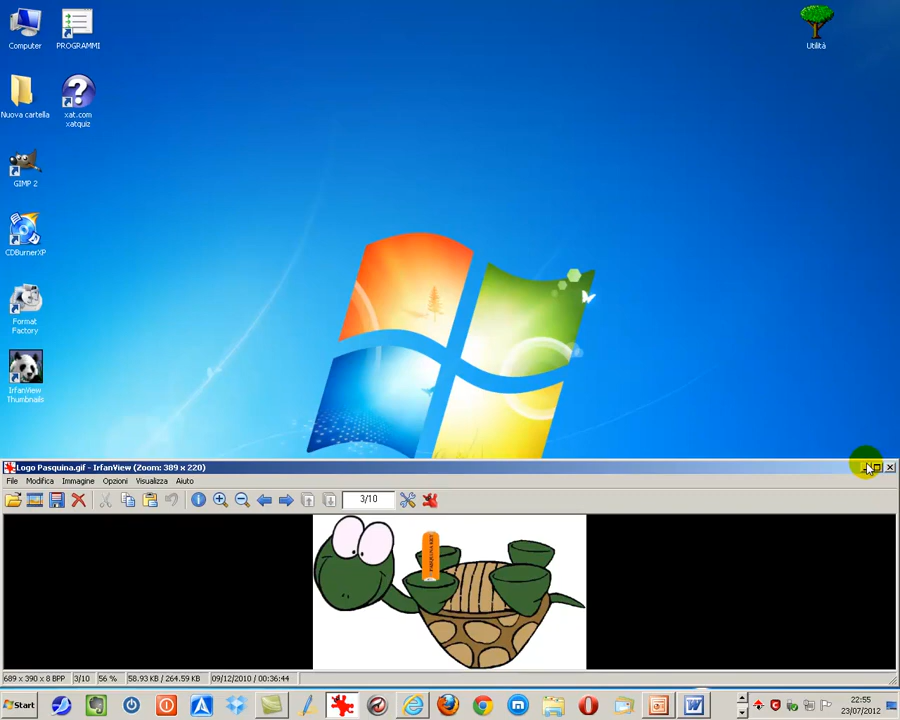 Computer
PROGRAMMI
Utilità
Nuova cartella
xat.com
xatquiz
GIMP 2
CDBurnerXP
Format
Factory
IrfanView
Thumbnails
Logo Pasquina.gif - IrfanView (Zoom: 389 x 220)
File Modifica Immagine Opzioni Visualizza Aiuto
3/10
689 x 390 x 8 BPP 3/10 56 % 58.93 KB / 264.59 KB 09/12/2010 / 00:36:44
Start
22:55
23/07/2012